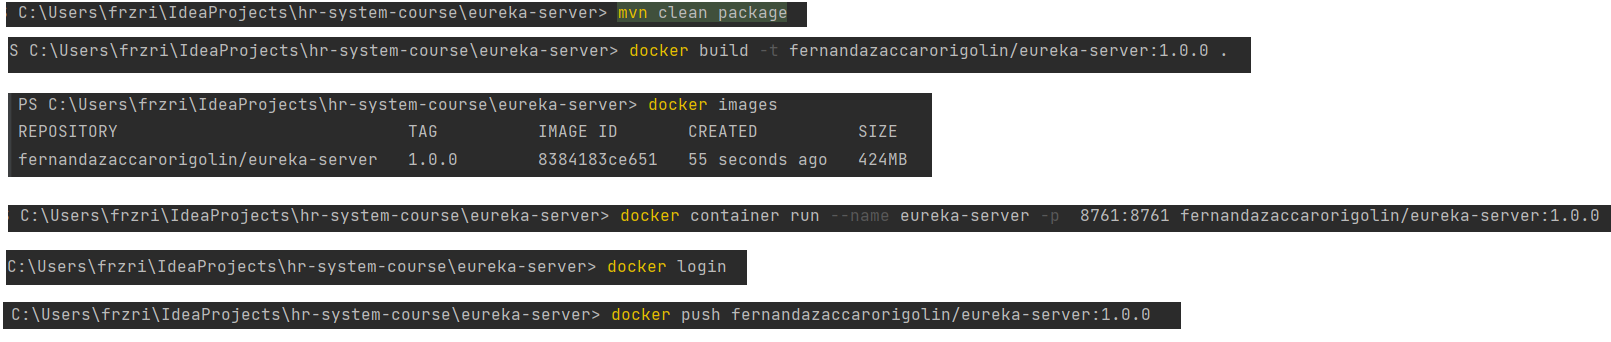 C:\Users\frzri\IdeaProjects\hr-system-course\eureka-server> mvn clean package
S C:\Users\frzri\IdeaProjects\hr-system-course\eureka-server> docker build -t fernandazaccarorigolin/eureka-server:1.0.0 .
PS C:\Users\frzri\IdeaProjects\hr-system-course\eureka-server> docker images
REPOSITORY TAG IMAGE ID CREATED SIZE
fernandazaccarorigolin/eureka-server 1.0.0 8384183ce651 55 seconds ago 424MB
C:\Users\frzri\IdeaProjects\hr-system-course\eureka-server> docker container run --name eureka-server -p 8761:8761 fernandazaccarorigolin/eureka-server:1.0.0
C:\Users\frzri\IdeaProjects\hr-system-course\eureka-server> docker login
C:\Users\frzri\IdeaProjects\hr-system-course\eureka-server> docker push fernandazaccarorigolin/eureka-server:1.0.0